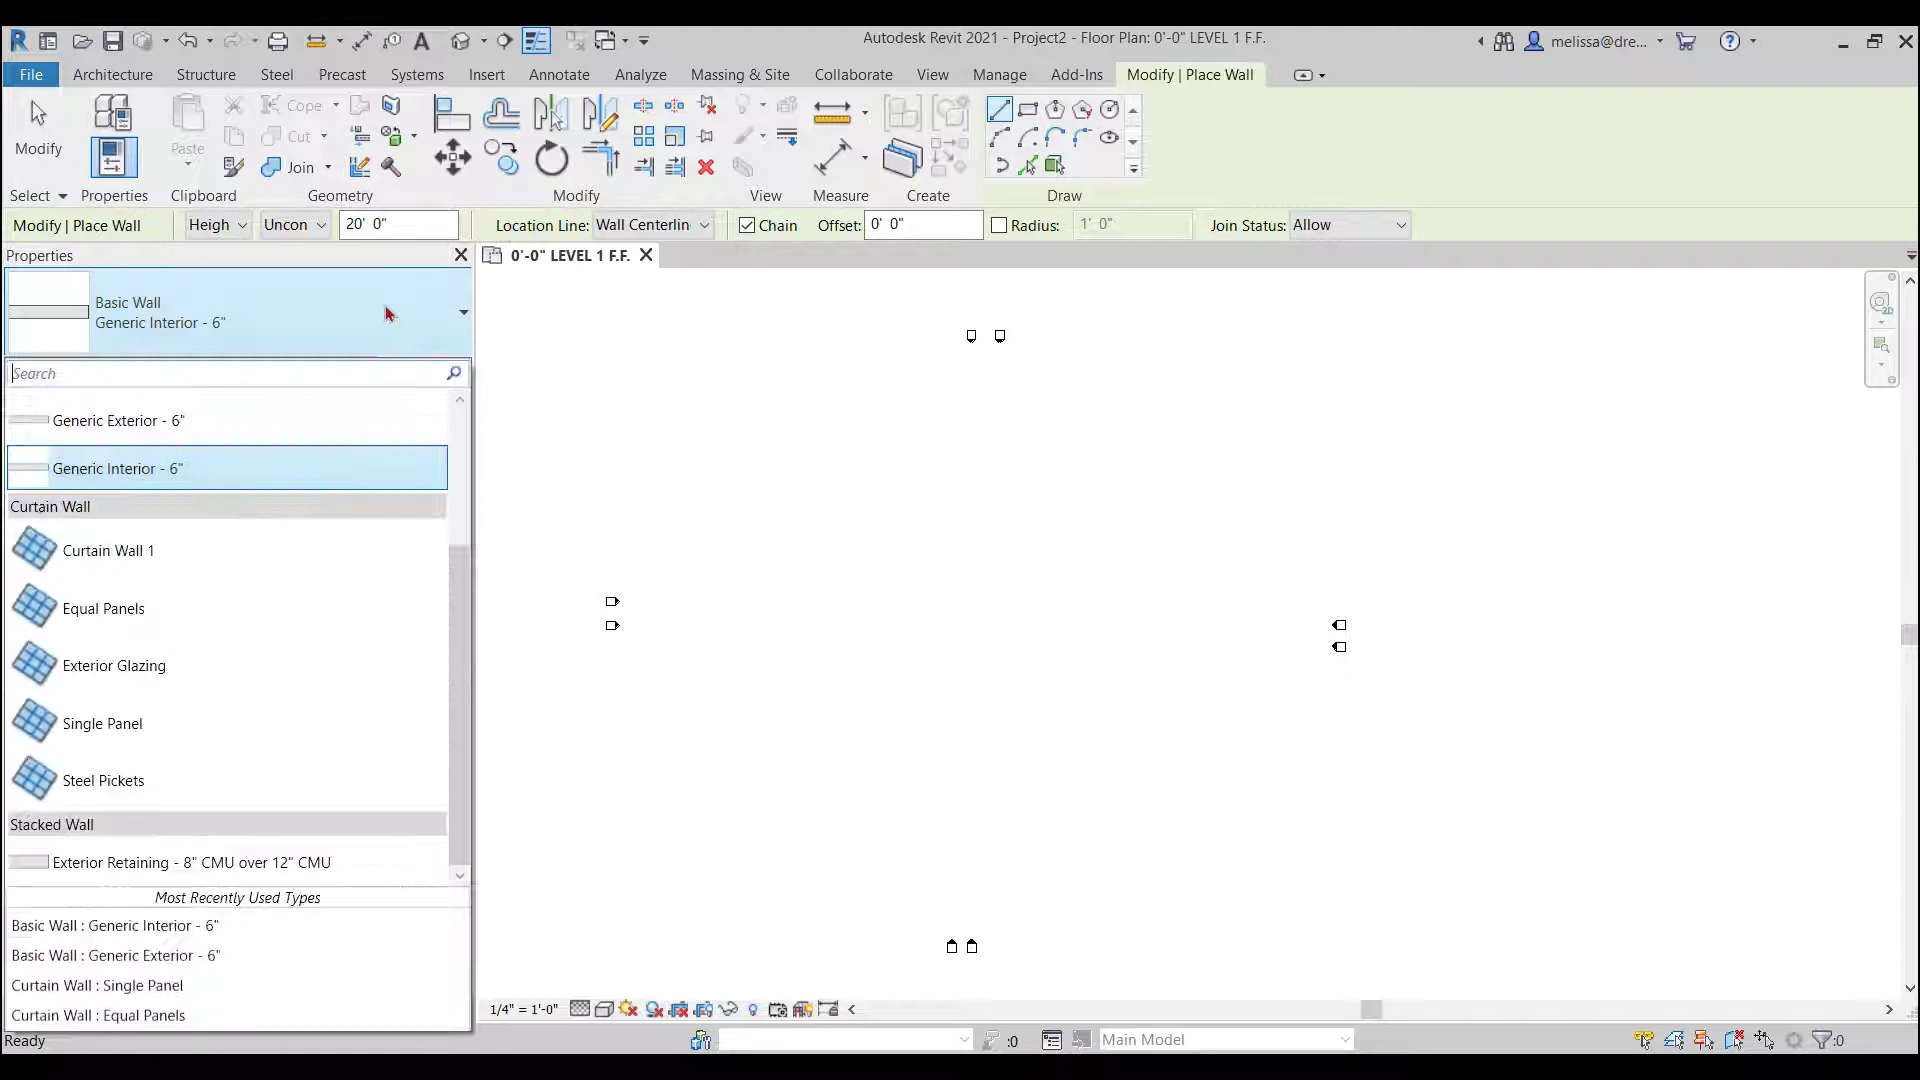 Autodesk Revit 2021 - Project2 - Floor Plan: 0'-0" LEVEL 1 F.F.
melissa@dre...
File Architecture Structure Steel Precast Systems Insert Annotate Analyze Massing & Site Collaborate View Manage Add-Ins Modify | Place Wall
Modify
Paste
Cope
Cut
Join
Select Properties Clipboard Geometry Modify View Measure Create Draw
Modify | Place Wall Heigh Uncon 20' 0" Location Line: Wall Centerlin Chain Offset: 0' 0" Radius: 1' 0" Join Status: Allow
Properties
0'-0" LEVEL 1 F.F.
Basic Wall
Generic Interior - 6"
Search
Generic Exterior - 6"
Generic Interior - 6"
Curtain Wall
Curtain Wall 1
Equal Panels
Exterior Glazing
Single Panel
Steel Pickets
Stacked Wall
Exterior Retaining - 8" CMU over 12" CMU
Most Recently Used Types
Basic Wall : Generic Interior - 6"
Basic Wall : Generic Exterior - 6"
Curtain Wall : Single Panel
Curtain Wall : Equal Panels
2D
1/4" = 1'-0"
Ready
:0
Main Model
:0